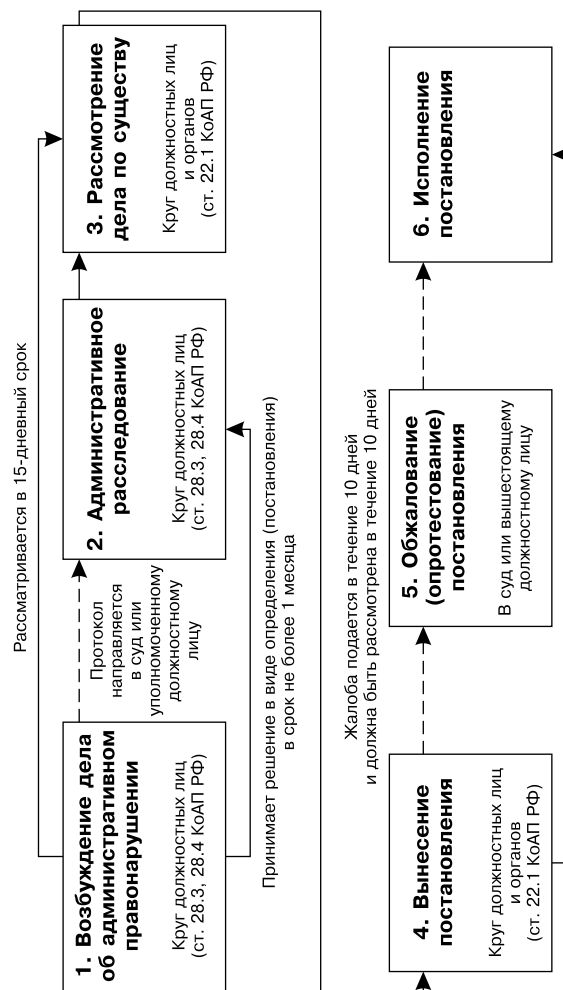 Рассматривается в 15-дневный срок
1. Возбуждение дела
об административном
правонарушении
Круг должностных лиц
(ст. 28.3, 28.4 КоАП РФ)
Протокол
направляется
в суд или
уполномоченному
должностному
лицу
2. Административное
расследование
Круг должностных лиц
(ст. 28.3, 28.4 КоАП РФ)
3. Рассмотрение
дела по существу
Круг должностных лиц
и органов
(ст. 22.1 КоАП РФ)
Принимает решение в виде определения (постановления)
в срок не более 1 месяца
Жалоба подается в течение 10 дней
и должна быть рассмотрена в течение 10 дней
4. Вынесение
постановления
Круг должностных лиц
и органов
(ст. 22.1 КоАП РФ)
5. Обжалование
(опротестование)
постановления
В суд или вышестоящему
должностному лицу
6. Исполнение
постановления